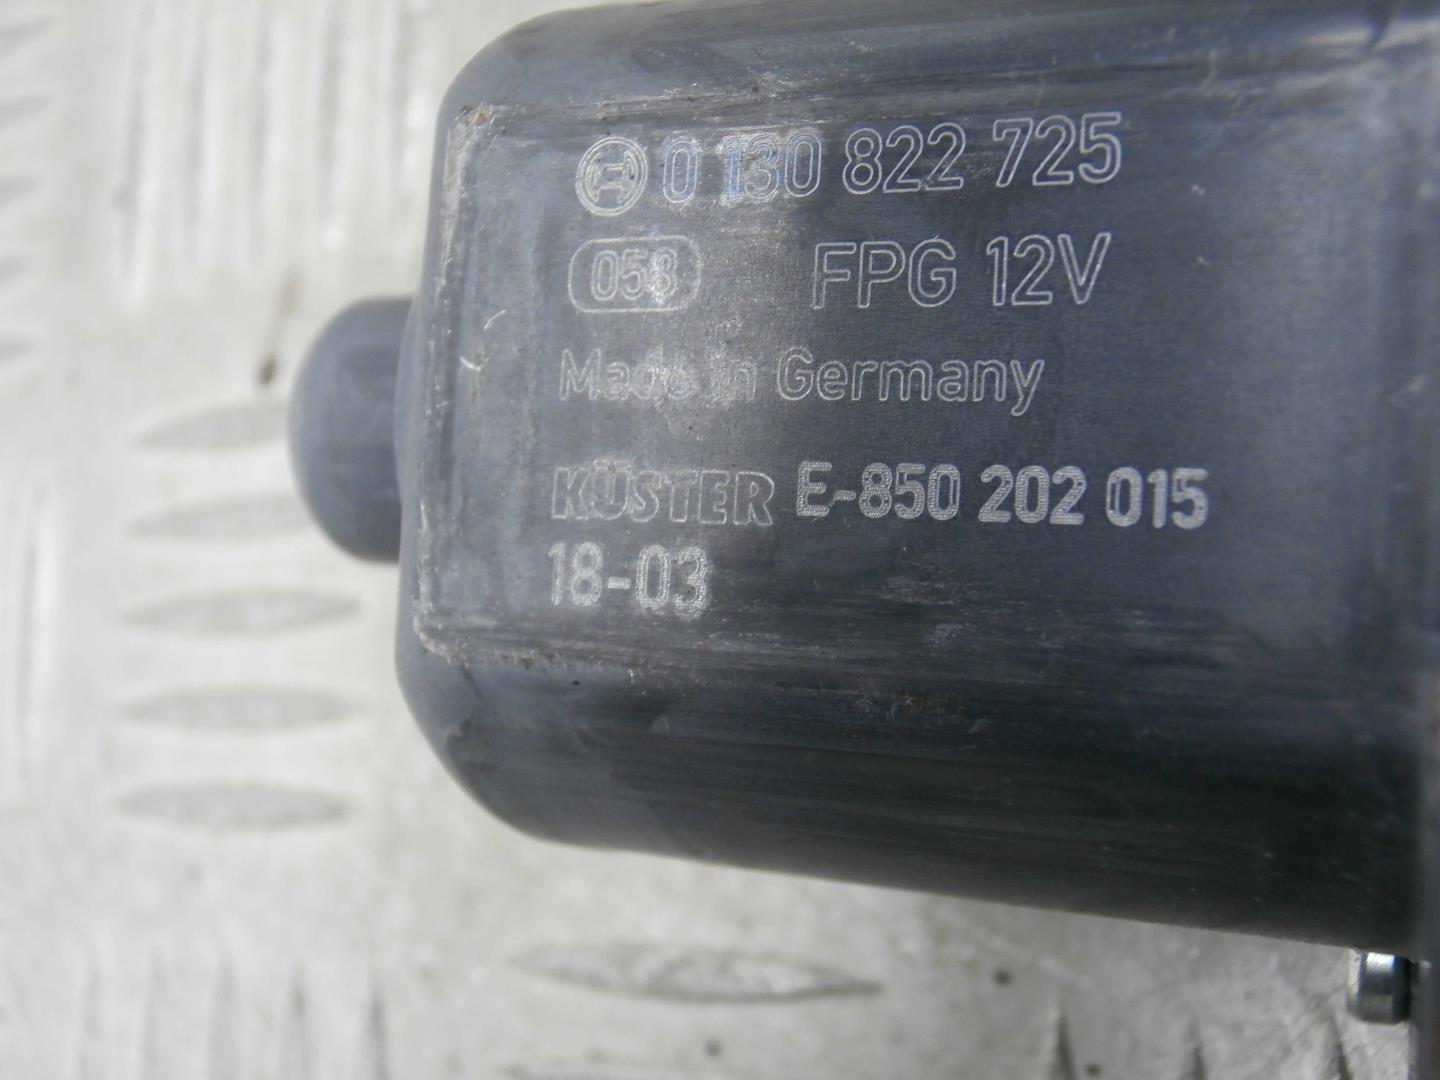 0 130 822 725
058 FPG 12V
Made in Germany
KÜSTER E-850 202 015
18-03